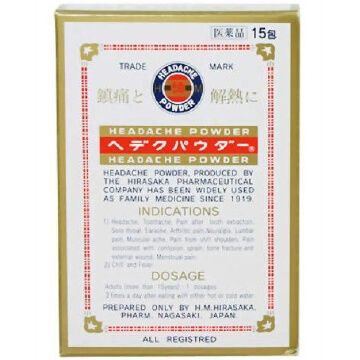 医薬品 15包
TRADE MARK
HEADACHE
H M
POWDER
鎮痛と 解熱に
HEADACHE POWDER
ヘデクパウダー®
HEADACHE POWDER
HEADACHE POWDER, PRODUCED BY
THE HIRASAKA PHARMACEUTICAL
COMPANY HAS BEEN WIDELY USED
AS FAMILY MEDICINE SINCE 1919.
INDICATIONS
1) Headache, Toothache, Pain after tooth extraction,
Sore throat, Earache, Arthritic pain, Neuralgia, Lumbar
pain, Muscular ache, Pain from stiff shoulders, Pain
associated with contusion, sprain, bone fracture and
external wound, Menstrual pain.
2) Chill and Fever
DOSAGE
Adults (more than 15years) : 1 dosages
3 times a day after eating with either hot or cold water
PREPARED ONLY BY H.M.HIRASAKA,
PHARM, NAGASAKI, JAPAN.
ALL REGISTRED